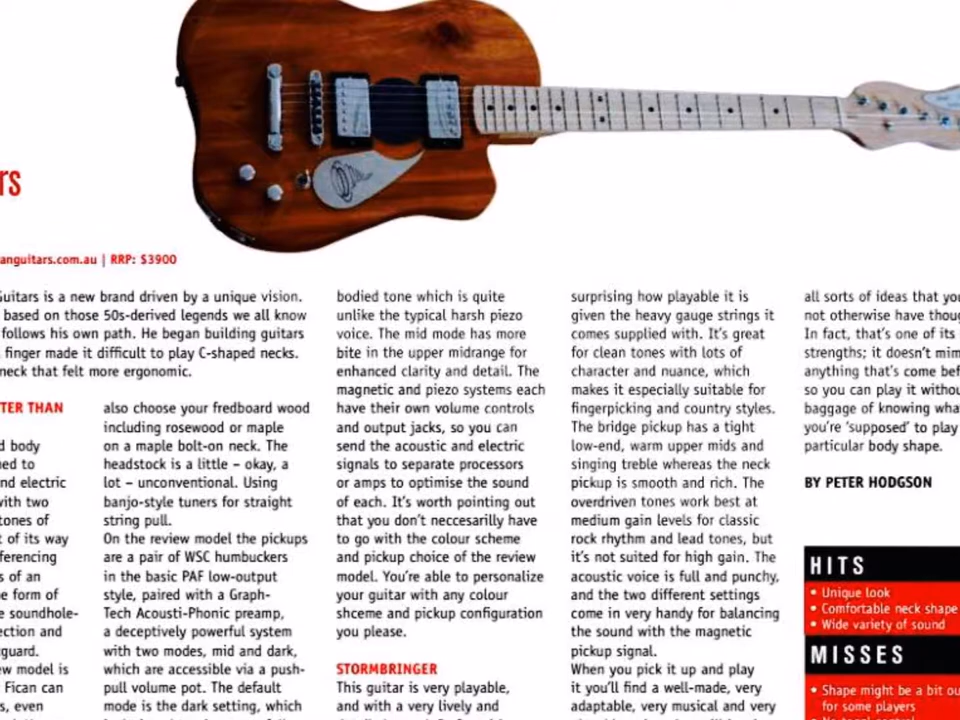 rs
anguitars.com.au | RRP: $3900
Guitars is a new brand driven by a unique vision.
based on those 50s-derived legends we all know
follows his own path. He began building guitars
finger made it difficult to play C-shaped necks.
neck that felt more ergonomic.
TER THAN
d body
ned to
nd electric
with two
tones of
t of its way
ferencing
s of an
e form of
e soundhole-
ection and
guard.
ew model is
Fican can
s, even
also choose your fredboard wood
including rosewood or maple
on a maple bolt-on neck. The
headstock is a little – okay, a
lot – unconventional. Using
banjo-style tuners for straight
string pull.
On the review model the pickups
are a pair of WSC humbuckers
in the basic PAF low-output
style, paired with a Graph-
Tech Acousti-Phonic preamp,
a deceptively powerful system
with two modes, mid and dark,
which are accessible via a push-
pull volume pot. The default
mode is the dark setting, which
bodied tone which is quite
unlike the typical harsh piezo
voice. The mid mode has more
bite in the upper midrange for
enhanced clarity and detail. The
magnetic and piezo systems each
have their own volume controls
and output jacks, so you can
send the acoustic and electric
signals to separate processors
or amps to optimise the sound
of each. It's worth pointing out
that you don't neccesarily have
to go with the colour scheme
and pickup choice of the review
model. You're able to personalize
your guitar with any colour
shceme and pickup configuration
you please.
STORMBRINGER
This guitar is very playable,
and with a very lively and
surprising how playable it is
given the heavy gauge strings it
comes supplied with. It's great
for clean tones with lots of
character and nuance, which
makes it especially suitable for
fingerpicking and country styles.
The bridge pickup has a tight
low-end, warm upper mids and
singing treble whereas the neck
pickup is smooth and rich. The
overdriven tones work best at
medium gain levels for classic
rock rhythm and lead tones, but
it's not suited for high gain. The
acoustic voice is full and punchy,
and the two different settings
come in very handy for balancing
the sound with the magnetic
pickup signal.
When you pick it up and play
it you'll find a well-made, very
adaptable, very musical and very
all sorts of ideas that you
not otherwise have thoug
In fact, that's one of its
strengths; it doesn't mim
anything that's come bef
so you can play it withou
baggage of knowing wha
you're 'supposed' to play
particular body shape.
BY PETER HODGSON
HITS
• Unique look
• Comfortable neck shape
• Wide variety of sound
MISSES
• Shape might be a bit ou
for some players